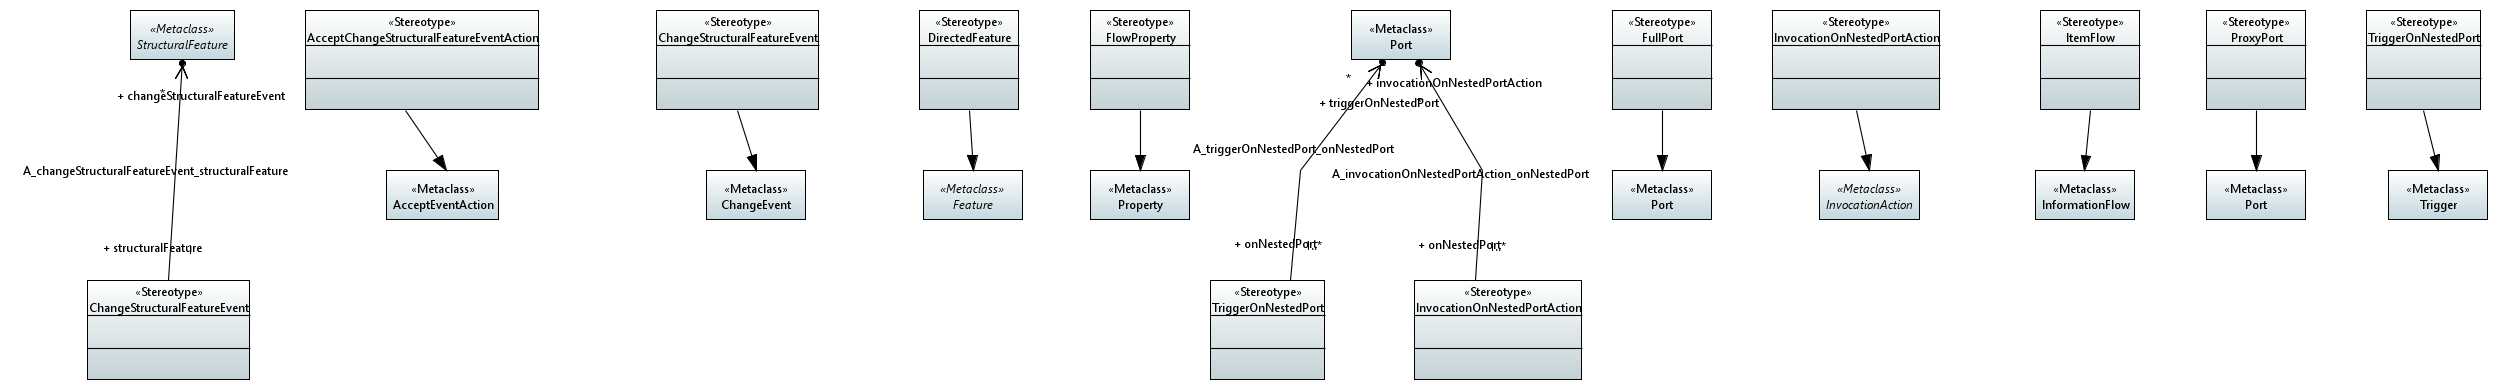 «Metaclass»
StructuralFeature
«Stereotype»
AcceptChangeStructuralFeatureEventAction
«Stereotype»
ChangeStructuralFeatureEvent
«Stereotype»
DirectedFeature
«Stereotype»
FlowProperty
«Metaclass»
Port
«Stereotype»
FullPort
«Stereotype»
InvocationOnNestedPortAction
«Stereotype»
ItemFlow
«Stereotype»
ProxyPort
«Stereotype»
TriggerOnNestedPort
*
+ changeStructuralFeatureEvent
*
+ invocationOnNestedPortAction
+ triggerOnNestedPort
*
A_triggerOnNestedPort_onNestedPort
A_changeStructuralFeatureEvent_structuralFeature
A_invocationOnNestedPortAction_onNestedPort
«Metaclass»
AcceptEventAction
«Metaclass»
ChangeEvent
«Metaclass»
Feature
«Metaclass»
Property
«Metaclass»
Port
«Metaclass»
InvocationAction
«Metaclass»
InformationFlow
«Metaclass»
Port
«Metaclass»
Trigger
+ structuralFeature
1
+ onNestedPort
1..*
+ onNestedPort
1..*
«Stereotype»
ChangeStructuralFeatureEvent
«Stereotype»
TriggerOnNestedPort
«Stereotype»
InvocationOnNestedPortAction